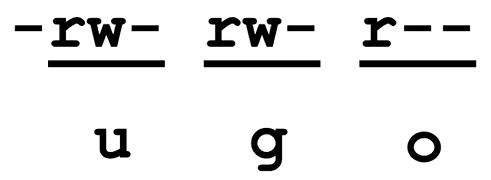 -rw- rw- r--
u g o